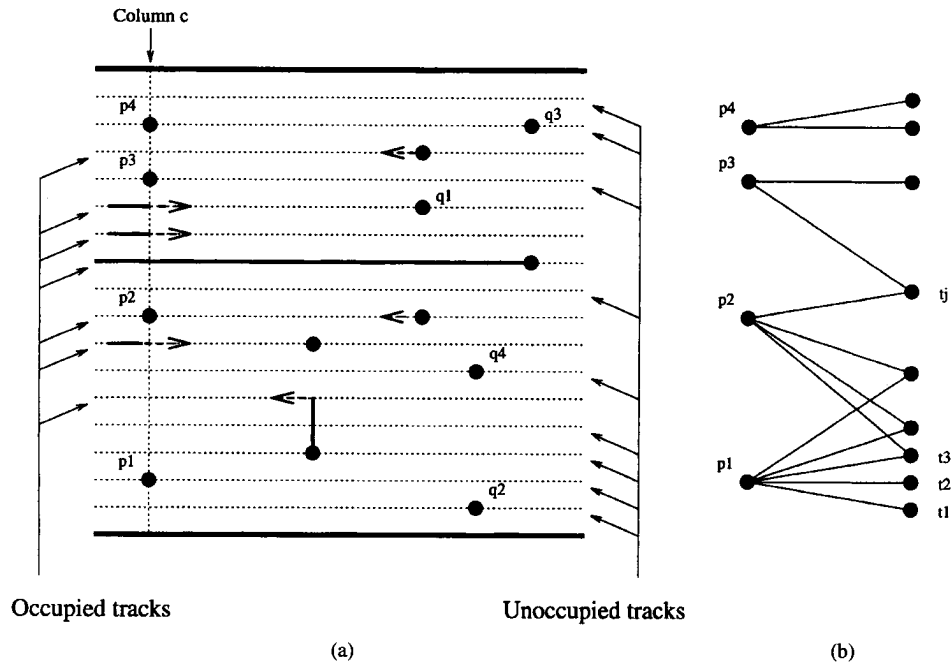 Column c
p4
q3
p3
q1
p2
q4
p1
q2
Occupied tracks
Unoccupied tracks
(a)
p4
p3
tj
p2
p1
t3
t2
t1
(b)